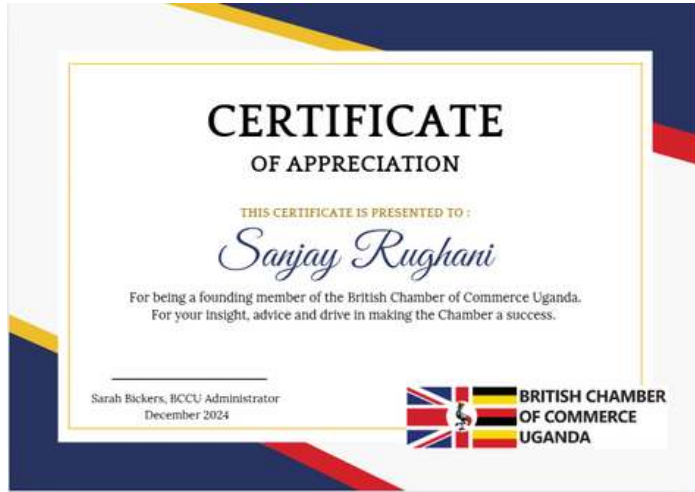 CERTIFICATE
OF APPRECIATION
THIS CERTIFICATE IS PRESENTED TO :
Sanjay Rughani
For being a founding member of the British Chamber of Commerce Uganda.
For your insight, advice and drive in making the Chamber a success.
Sarah Bickers, BCCU Administrator
December 2024
BRITISH CHAMBER
OF COMMERCE
UGANDA